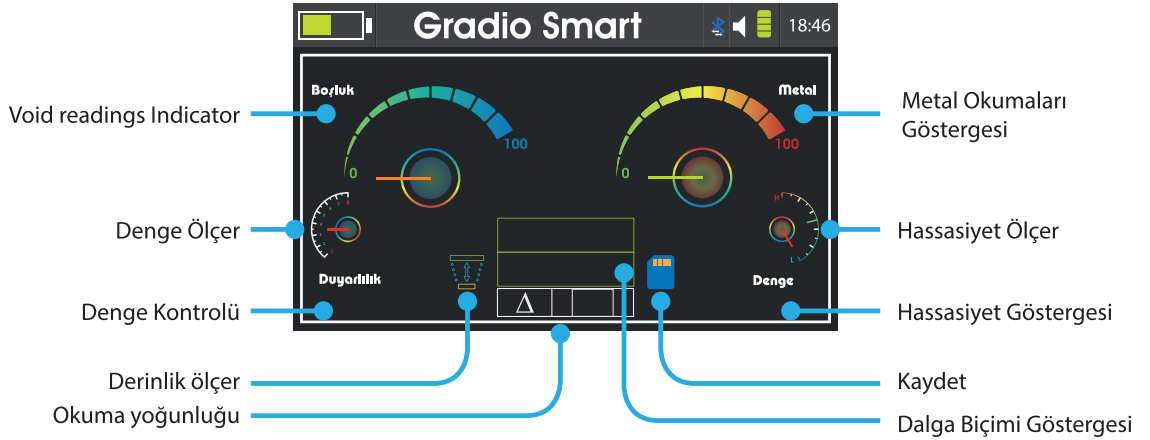 Gradio Smart
18:46
Boşluk
Metal
Void readings Indicator
Metal Okumaları
Göstergesi
100
100
0
0
H
Denge Ölçer
Hassasiyet Ölçer
L
Duyarlılık
Denge
Δ
Denge Kontrolü
Hassasiyet Göstergesi
Derinlik ölçer
Kaydet
Okuma yoğunluğu
Dalga Biçimi Göstergesi